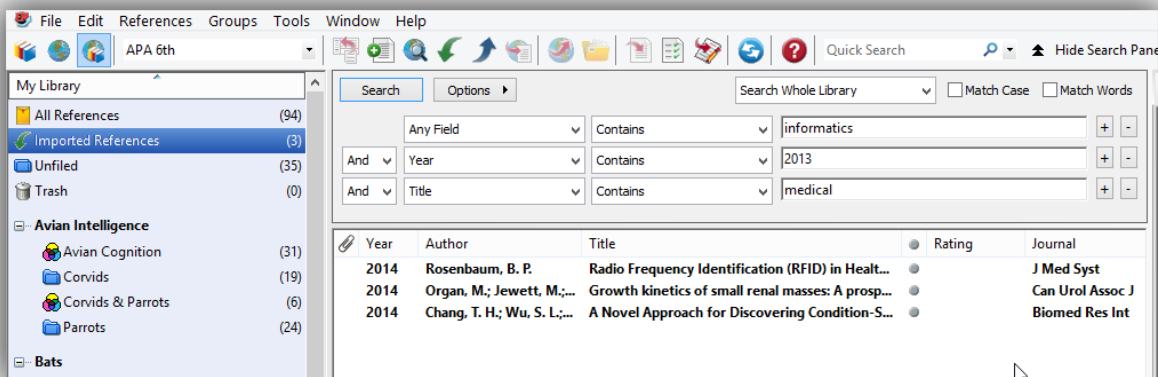 File Edit References Groups Tools Window Help
APA 6th Quick Search Hide Search Pane
My Library
All References (94)
Imported References (3)
Unfiled (35)
Trash (0)
Avian Intelligence
Avian Cognition (31)
Corvids (19)
Corvids & Parrots (6)
Parrots (24)
Bats
Search Options Search Whole Library Match Case Match Words
Any Field Contains informatics + -
And Year Contains 2013 + -
And Title Contains medical + -
Year Author Title Rating Journal
2014 Rosenbaum, B. P. Radio Frequency Identification (RFID) in Healt... J Med Syst
2014 Organ, M.; Jewett, M.;... Growth kinetics of small renal masses: A prosp... Can Urol Assoc J
2014 Chang, T. H.; Wu, S. L.;... A Novel Approach for Discovering Condition-S... Biomed Res Int